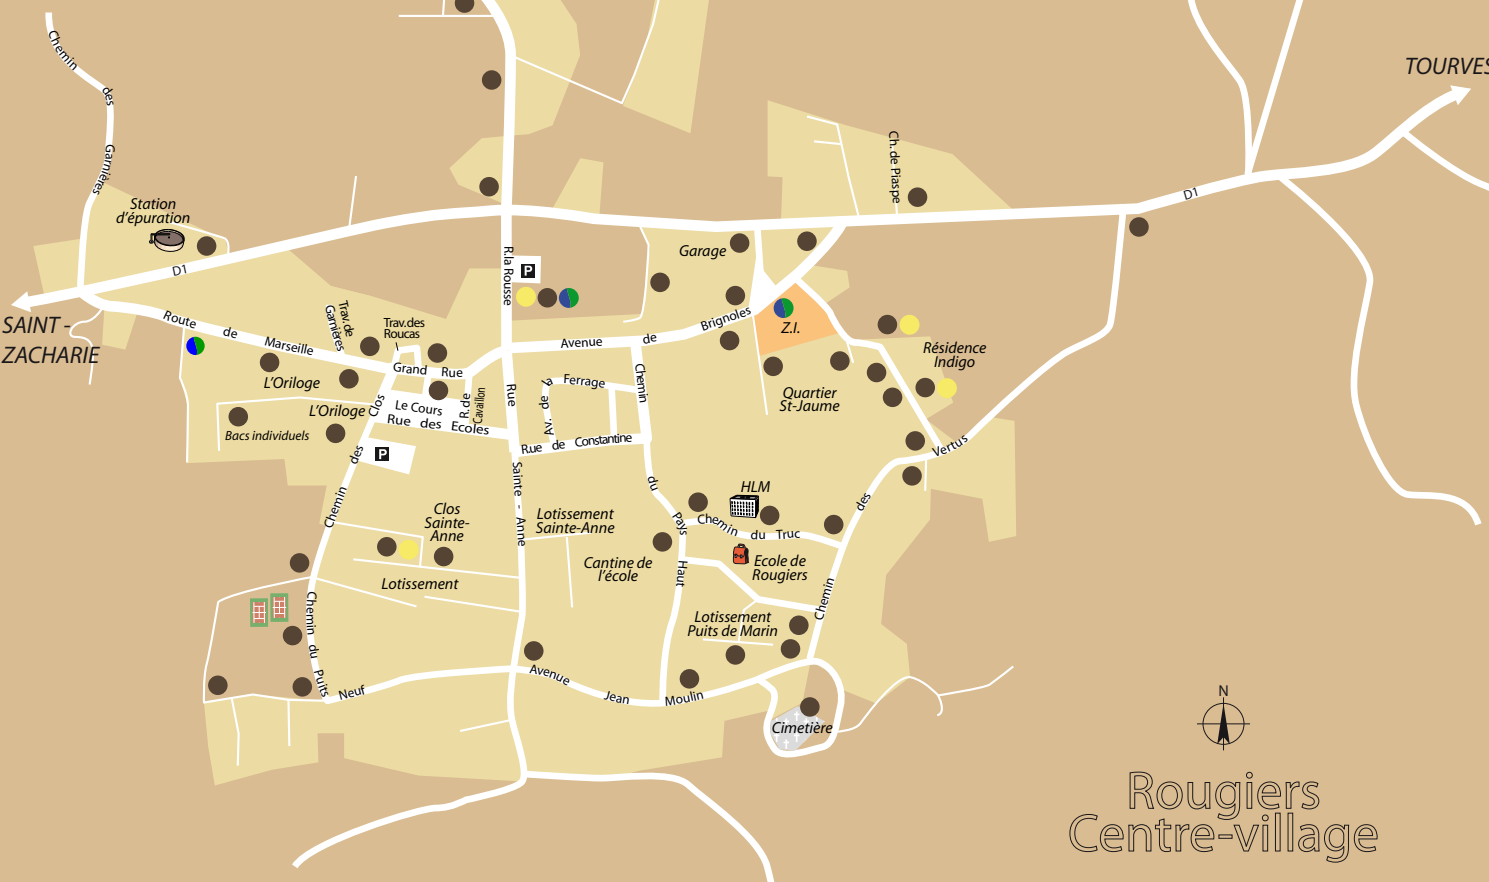 TOURVES
Chemin des Garnières
Ch. de Piaspe
D1
Station
d'épuration
D1
R.la Rousse
P
Garage
SAINT -
ZACHARIE
Route de Marseille
Trav. de
Garnières
Trav.des
Roucas
Avenue de Brignoles
Z.I.
Résidence
Indigo
L'Oriloge
Grand Rue
Av. de Ferrage
Chemin du Pays Haut
Quartier
St-Jaume
L'Oriloge
Chemin des Clos
Le Cours
R.de
Cavaillon
Rue Sainte - Anne
Rue des Ecoles
Bacs individuels
Rue de Constantine
P
Chemin des Vertus
HLM
Clos
Sainte-
Anne
Lotissement
Sainte-Anne
Chemin du Truc
Cantine de
l'école
Ecole de
Rougiers
Lotissement
Chemin du Puits Neuf
Lotissement
Puits de Marin
Avenue Jean Moulin
Cimetière
N
Rougiers
Centre-village